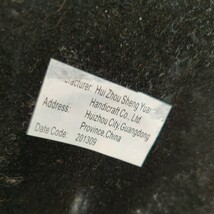 facturer: Hui Zhou Sheng Yuan
Handicraft Co., Ltd
Address: Huizhou City,Guangdong
Province,China
Date Code: 201309